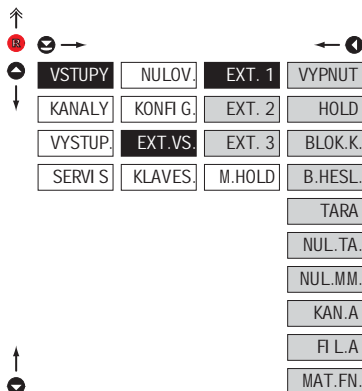 R
VSTUPY NULOV. EXT. 1 VYPNUT
KANALY KONFI G. EXT. 2 HOLD
VYSTUP. EXT.VS. EXT. 3 BLOK.K.
SERVI S KLAVES. M.HOLD B.HESL.
TARA
NUL.TA.
NUL.MM.
KAN.A
FI L.A
MAT.FN.